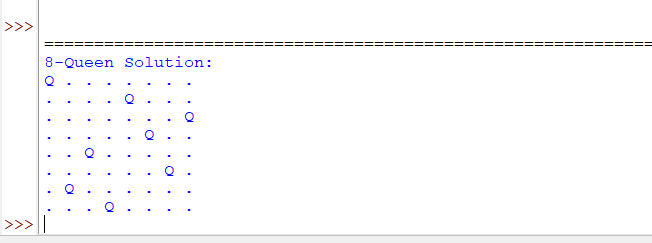 >>>
=============================================================
8-Queen Solution:
Q . . . . . . .
. . . . Q . . .
. . . . . . . Q
. . . . . Q . .
. . Q . . . . .
. . . . . . Q .
. Q . . . . . .
. . . Q . . . .
>>>